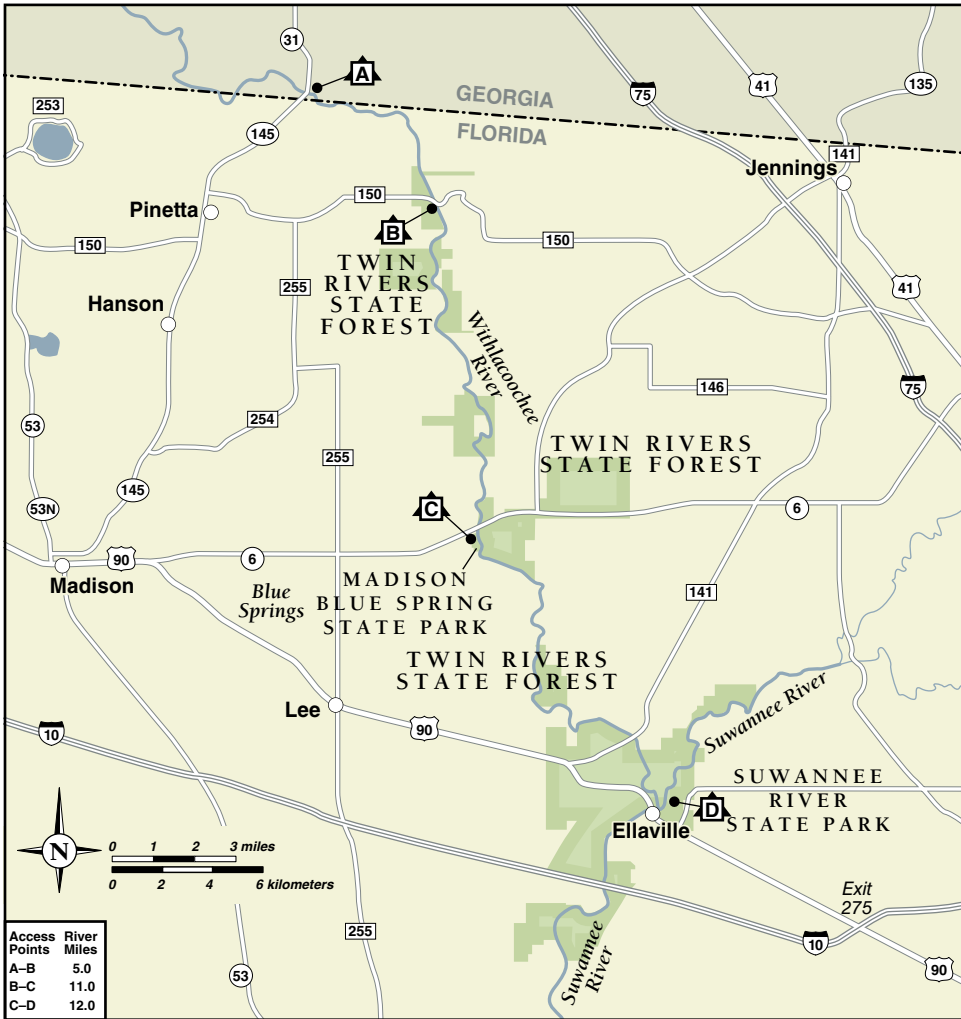 31
A
GEORGIA
FLORIDA
75
41
135
253
145
141
Jennings
150
Pinetta
B
150
150
TWIN
RIVERS
STATE
FOREST
255
41
Hanson
Withlacoochee
River
75
146
53
254
TWIN RIVERS
STATE FOREST
255
145
C
53N
6
90
6
Madison
Blue
Springs
MADISON
BLUE SPRING
STATE PARK
141
TWIN RIVERS
STATE FOREST
Suwannee River
Lee
10
90
SUWANNEE
RIVER
STATE PARK
D
Ellaville
N
0 1 2 3 miles
0 2 4 6 kilometers
Exit
275
255
10
Suwannee
River
90
53
Access Points River Miles
A–B 5.0
B–C 11.0
C–D 12.0